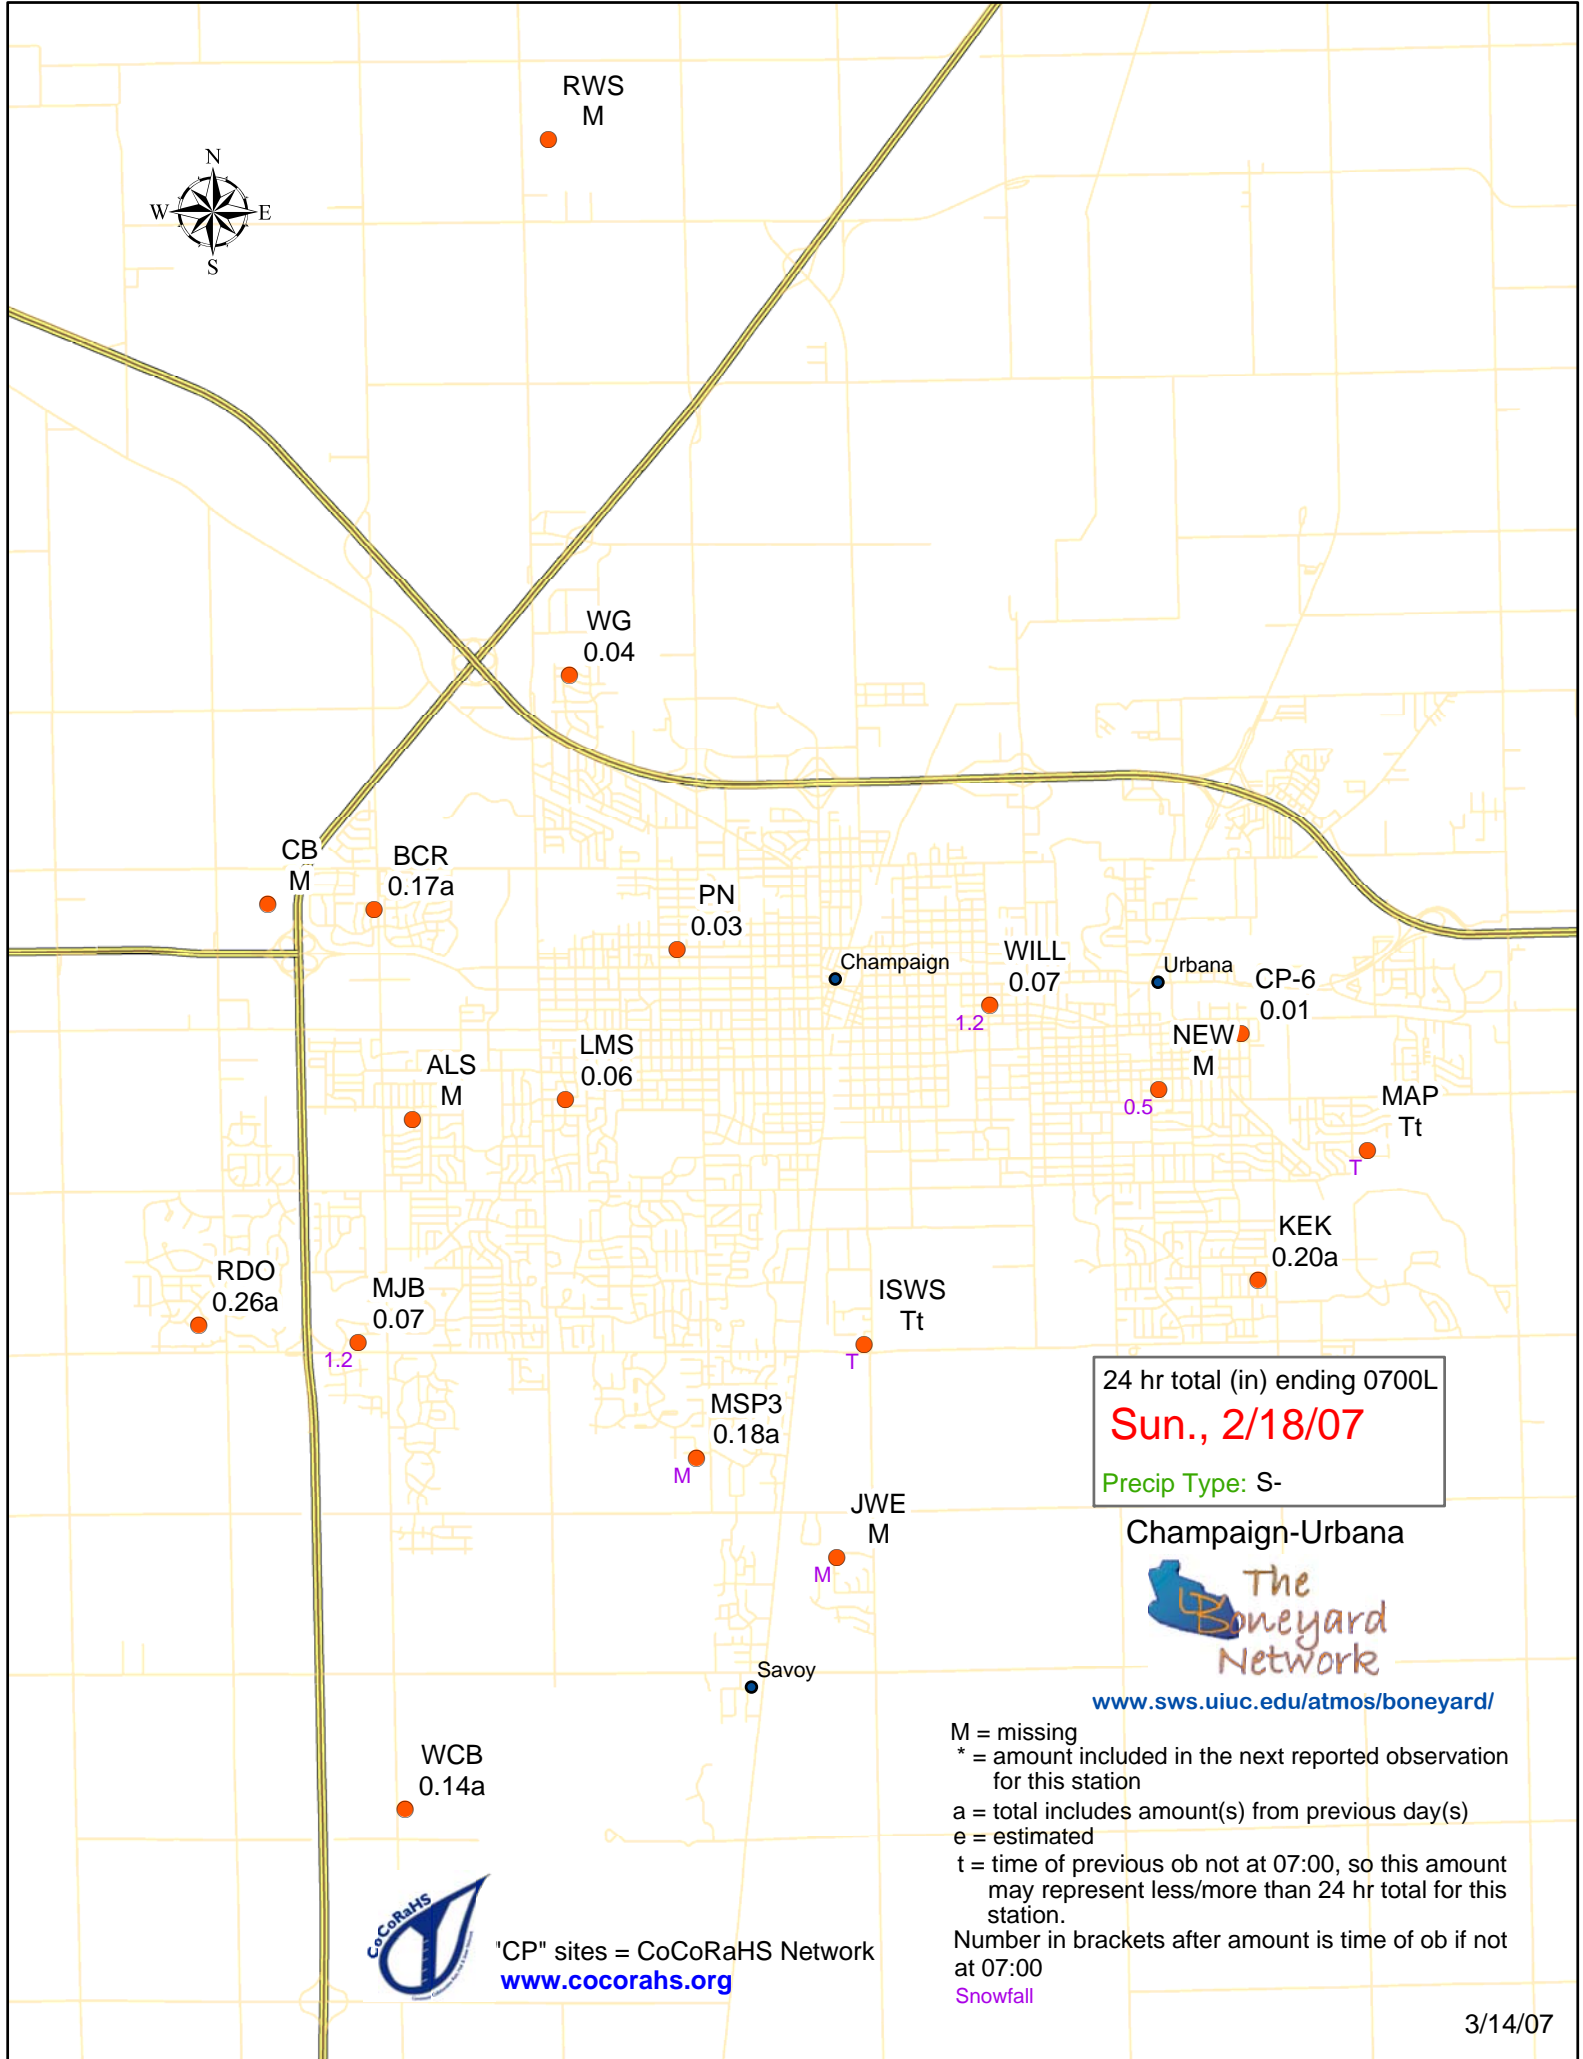 RWS
M
N
W E
S
WG
0.04
CB
M
BCR
0.17a
PN
0.03
Champaign
WILL
0.07
1.2
Urbana
CP-6
0.01
NEW
M
0.5
ALS
M
LMS
0.06
MAP
Tt
T
KEK
0.20a
RDO
0.26a
MJB
0.07
1.2
ISWS
Tt
T
MSP3
0.18a
M
JWE
M
M
24 hr total (in) ending 0700L
Sun., 2/18/07
Precip Type: S-
Champaign-Urbana
The
Boneyard
Network
www.sws.uiuc.edu/atmos/boneyard/
Savoy
WCB
0.14a
M = missing
* = amount included in the next reported observation
for this station
a = total includes amount(s) from previous day(s)
e = estimated
t = time of previous ob not at 07:00, so this amount
may represent less/more than 24 hr total for this
station.
Number in brackets after amount is time of ob if not
at 07:00
Snowfall
CoCoRaHS
"CP" sites = CoCoRaHS Network
www.cocorahs.org
3/14/07